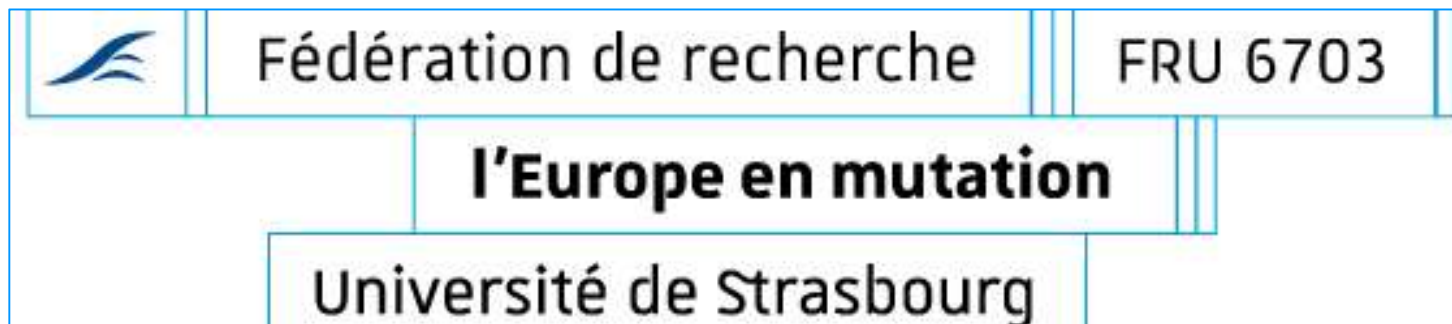 Fédération de recherche FRU 6703
l'Europe en mutation
Université de Strasbourg